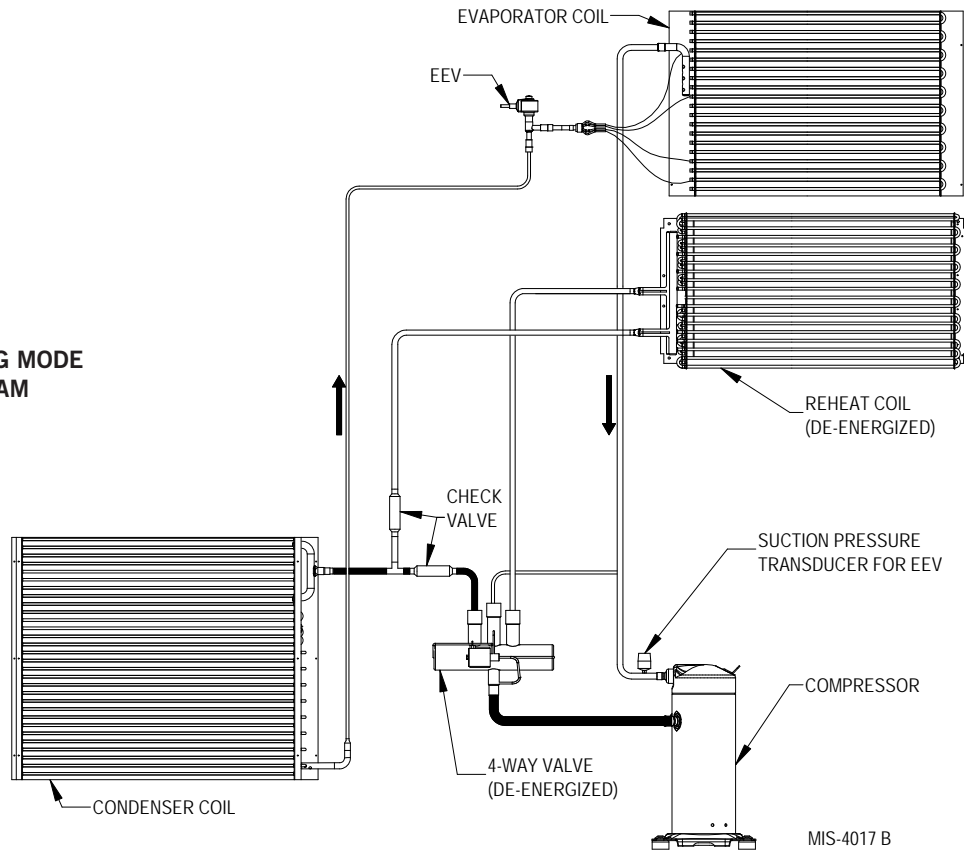 EVAPORATOR COIL
EEV
G MODE
AM
REHEAT COIL
(DE-ENERGIZED)
CHECK
VALVE
SUCTION PRESSURE
TRANSDUCER FOR EEV
COMPRESSOR
4-WAY VALVE
(DE-ENERGIZED)
CONDENSER COIL
MIS-4017 B